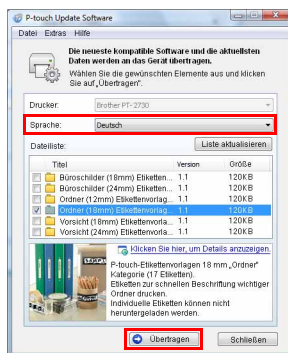 P-touch Update Software
Datei Extras Hilfe
Die neueste kompatible Software und die aktuellsten
Daten werden an das Gerät übertragen.
Wählen Sie die gewünschten Elemente aus und klicken
Sie auf „Übertragen".
Drucker: Brother PT-2730
Sprache: Deutsch
Dateiliste: Liste aktualisieren
Titel Version Größe
Büroschilder (18mm) Etiketten... 1.1 120KB
Büroschilder (24mm) Etiketten... 1.1 120KB
Ordner (12mm) Etikettenvorlag... 1.1 120KB
Ordner (18mm) Etikettenvorlag... 1.1 120KB
Vorsicht (18mm) Etikettenvorla... 1.1 120KB
Vorsicht (24mm) Etikettenvorla... 1.1 120KB
Klicken Sie hier, um Details anzuzeigen.
P-touch-Etikettenvorlagen 18 mm „Ordner"
Kategorie (17 Etiketten).
Etiketten zur schnellen Beschriftung wichtiger
Ordner drucken.
Individuelle Etiketten können nicht
heruntergeladen werden.
Übertragen Schließen